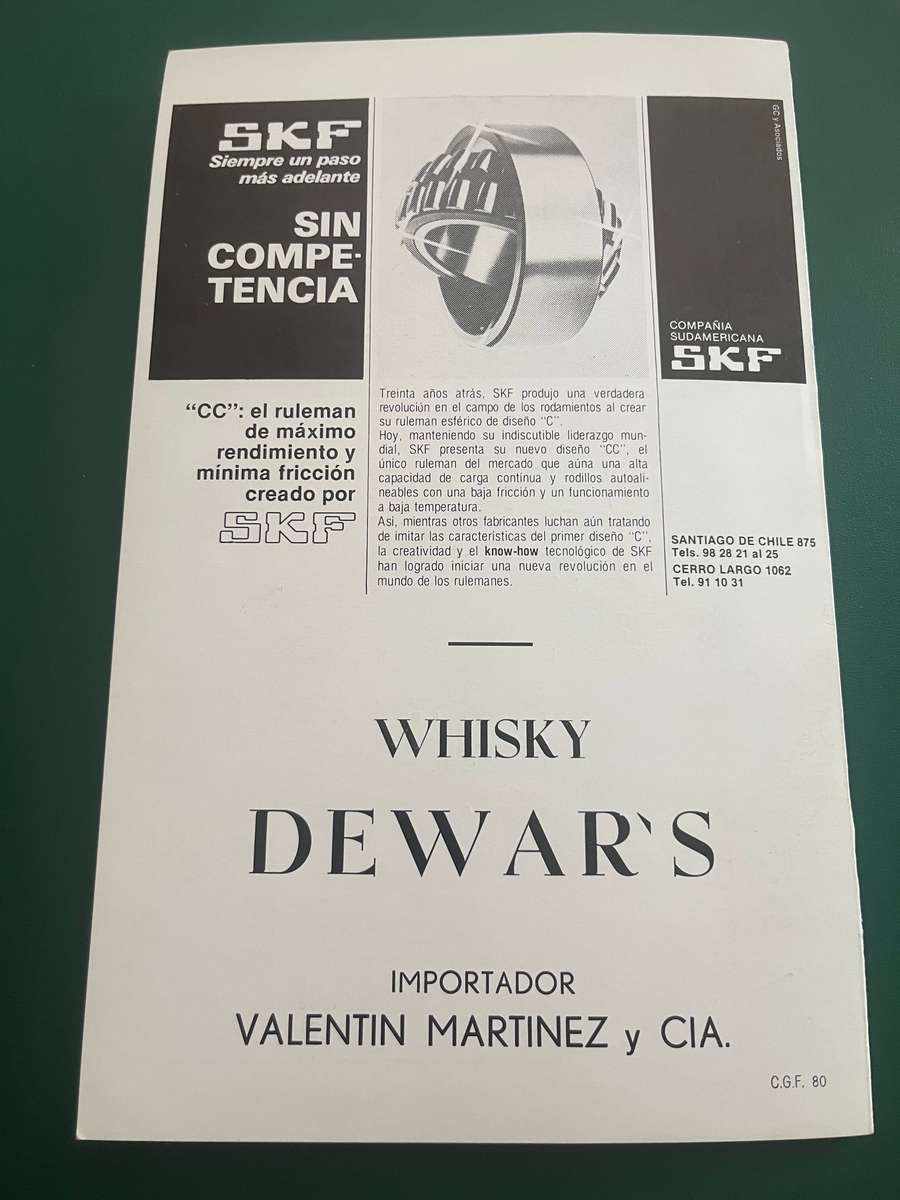 SKF
Siempre un paso
más adelante
SIN
COMPE-
TENCIA
"CC": el ruleman
de máximo
rendimiento y
mínima fricción
creado por
SKF
Treinta años atrás, SKF produjo una verdadera
revolución en el campo de los rodamientos al crear
su ruleman esférico de diseño "C".
Hoy, manteniendo su indiscutible liderazgo mun-
dial, SKF presenta su nuevo diseño "CC", el
único ruleman del mercado que aúna una alta
capacidad de carga continua y rodillos autoali-
neables con una baja fricción y un funcionamiento
a baja temperatura.
Asi, mientras otros fabricantes luchan aún tratando
de imitar las caracteristicas del primer diseño "C",
la creatividad y el know-how tecnológico de SKF
han logrado iniciar una nueva revolución en el
mundo de los rulemanes.
GC y Asociados
COMPAÑIA
SUDAMERICANA
SKF
SANTIAGO DE CHILE 875
Tels. 98 28 21 al 25
CERRO LARGO 1062
Tel. 91 10 31
WHISKY
DEWAR`S
IMPORTADOR
VALENTIN MARTINEZ y CIA.
C.G.F. 80